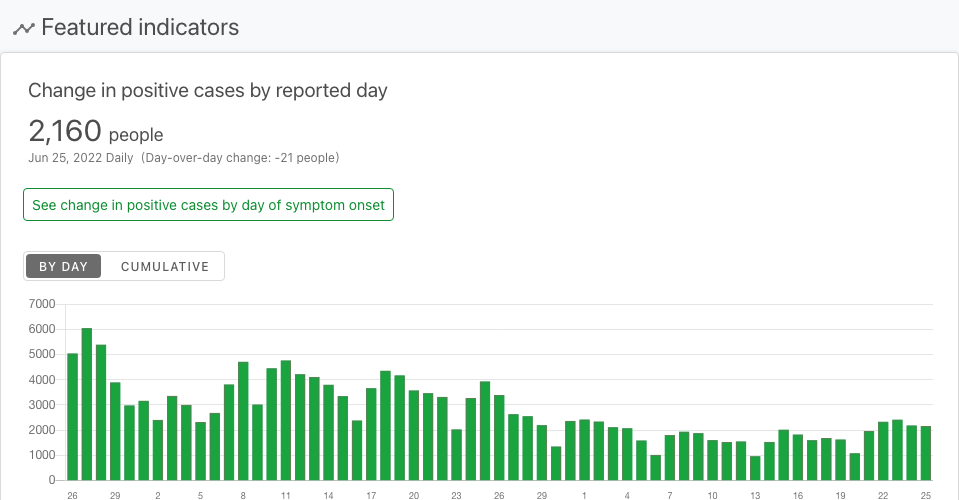 Featured indicators
Change in positive cases by reported day
2,160 people
Jun 25, 2022 Daily (Day-over-day change: -21 people)
See change in positive cases by day of symptom onset
BY DAY CUMULATIVE
7000
6000
5000
4000
3000
2000
1000
0
26 29 2 5 8 11 14 17 20 23 26 29 1 4 7 10 13 16 19 22 25